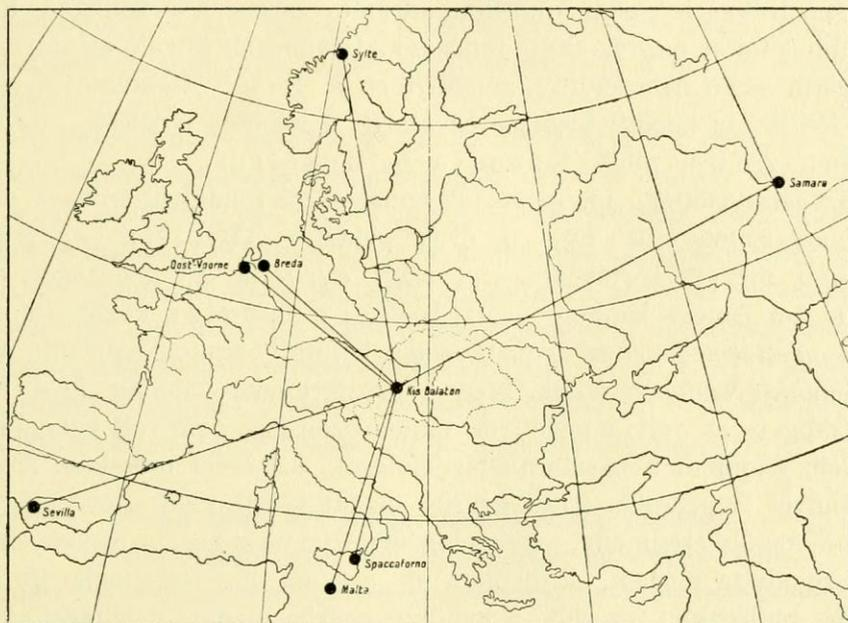 Sylte
Samara
Oost-Voorne
Breda
Kis Balaton
Sevilla
Spaccaforno
Malta